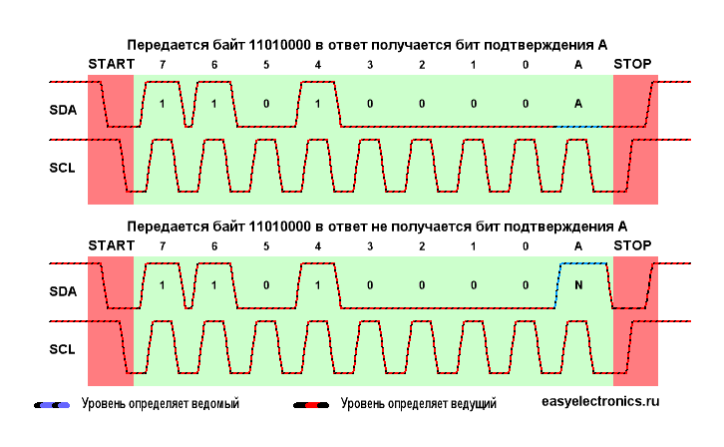 Передается байт 11010000 в ответ получается бит подтверждения А
START 7 6 5 4 3 2 1 0 A STOP
SDA 1 1 0 1 0 0 0 0 A
SCL
Передается байт 11010000 в ответ не получается бит подтверждения А
START 7 6 5 4 3 2 1 0 A STOP
SDA 1 1 0 1 0 0 0 0 N
SCL
Уровень определяет ведомый Уровень определяет ведущий easyelectronics.ru